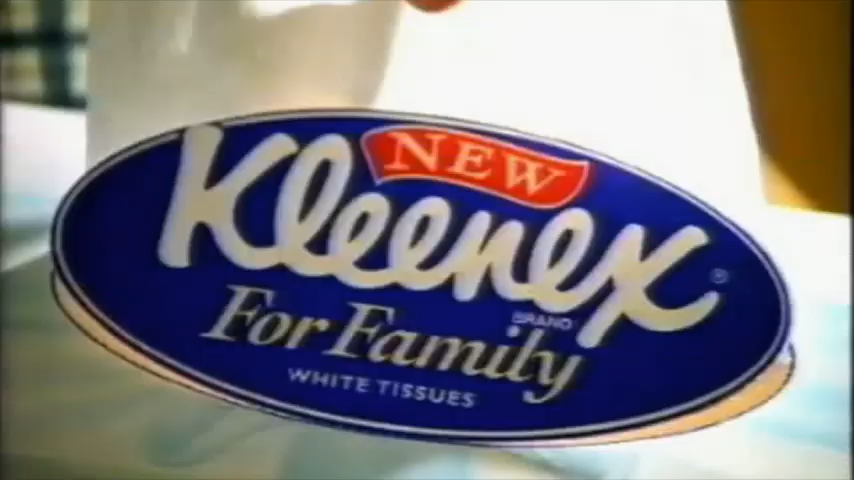 NEW
Kleenex®
BRAND
For Family
WHITE TISSUES